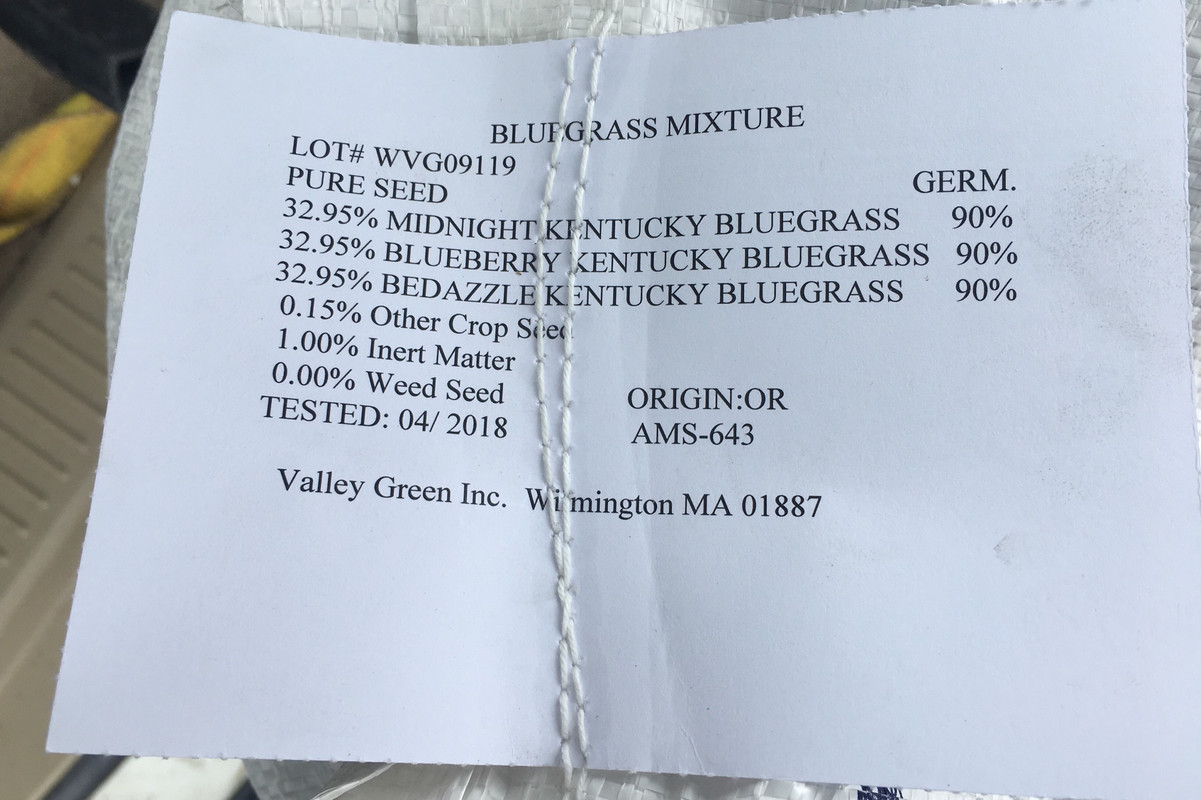 BLUEGRASS MIXTURE
LOT# WVG09119
PURE SEED GERM.
32.95% MIDNIGHT KENTUCKY BLUEGRASS 90%
32.95% BLUEBERRY KENTUCKY BLUEGRASS 90%
32.95% BEDAZZLE KENTUCKY BLUEGRASS 90%
0.15% Other Crop Seed
1.00% Inert Matter
0.00% Weed Seed ORIGIN:OR
TESTED: 04/ 2018 AMS-643
Valley Green Inc. Wilmington MA 01887